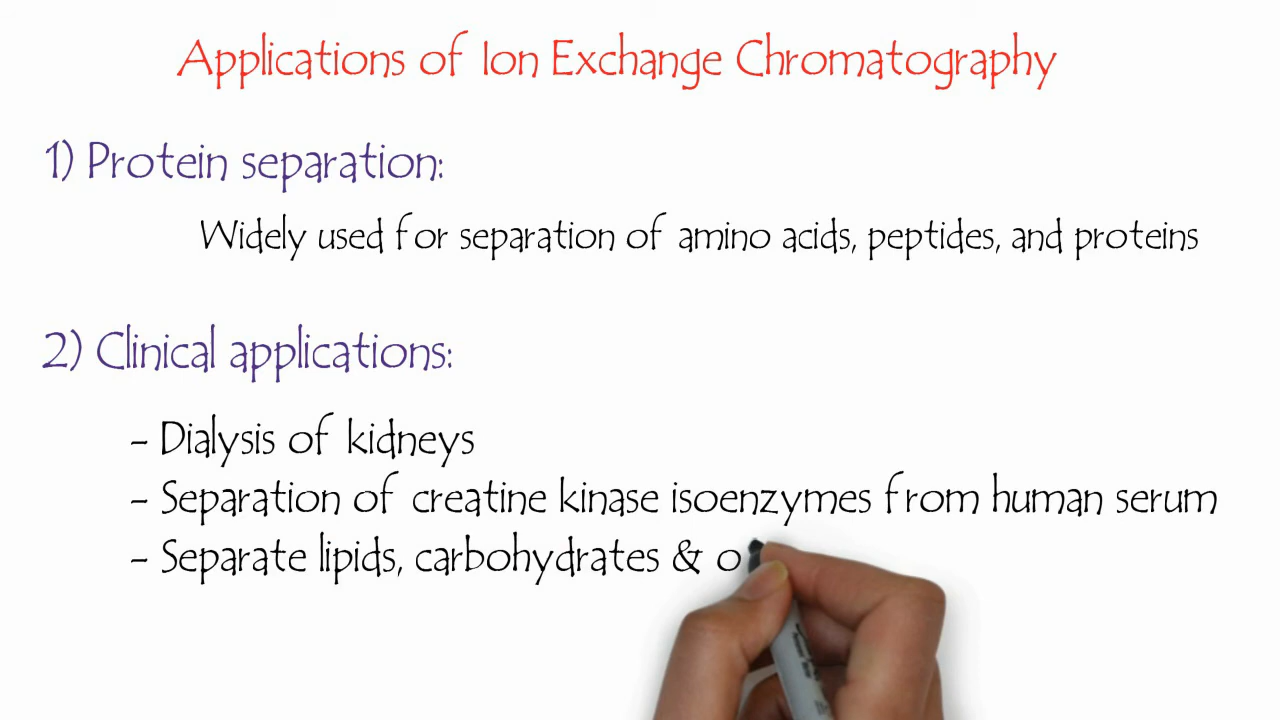 Applications of Ion Exchange Chromatography
1) Protein separation:
Widely used for separation of amino acids, peptides, and proteins
2) Clinical applications:
- Dialysis of kidneys
- Separation of creatine kinase isoenzymes from human serum
- Separate lipids, carbohydrates & o